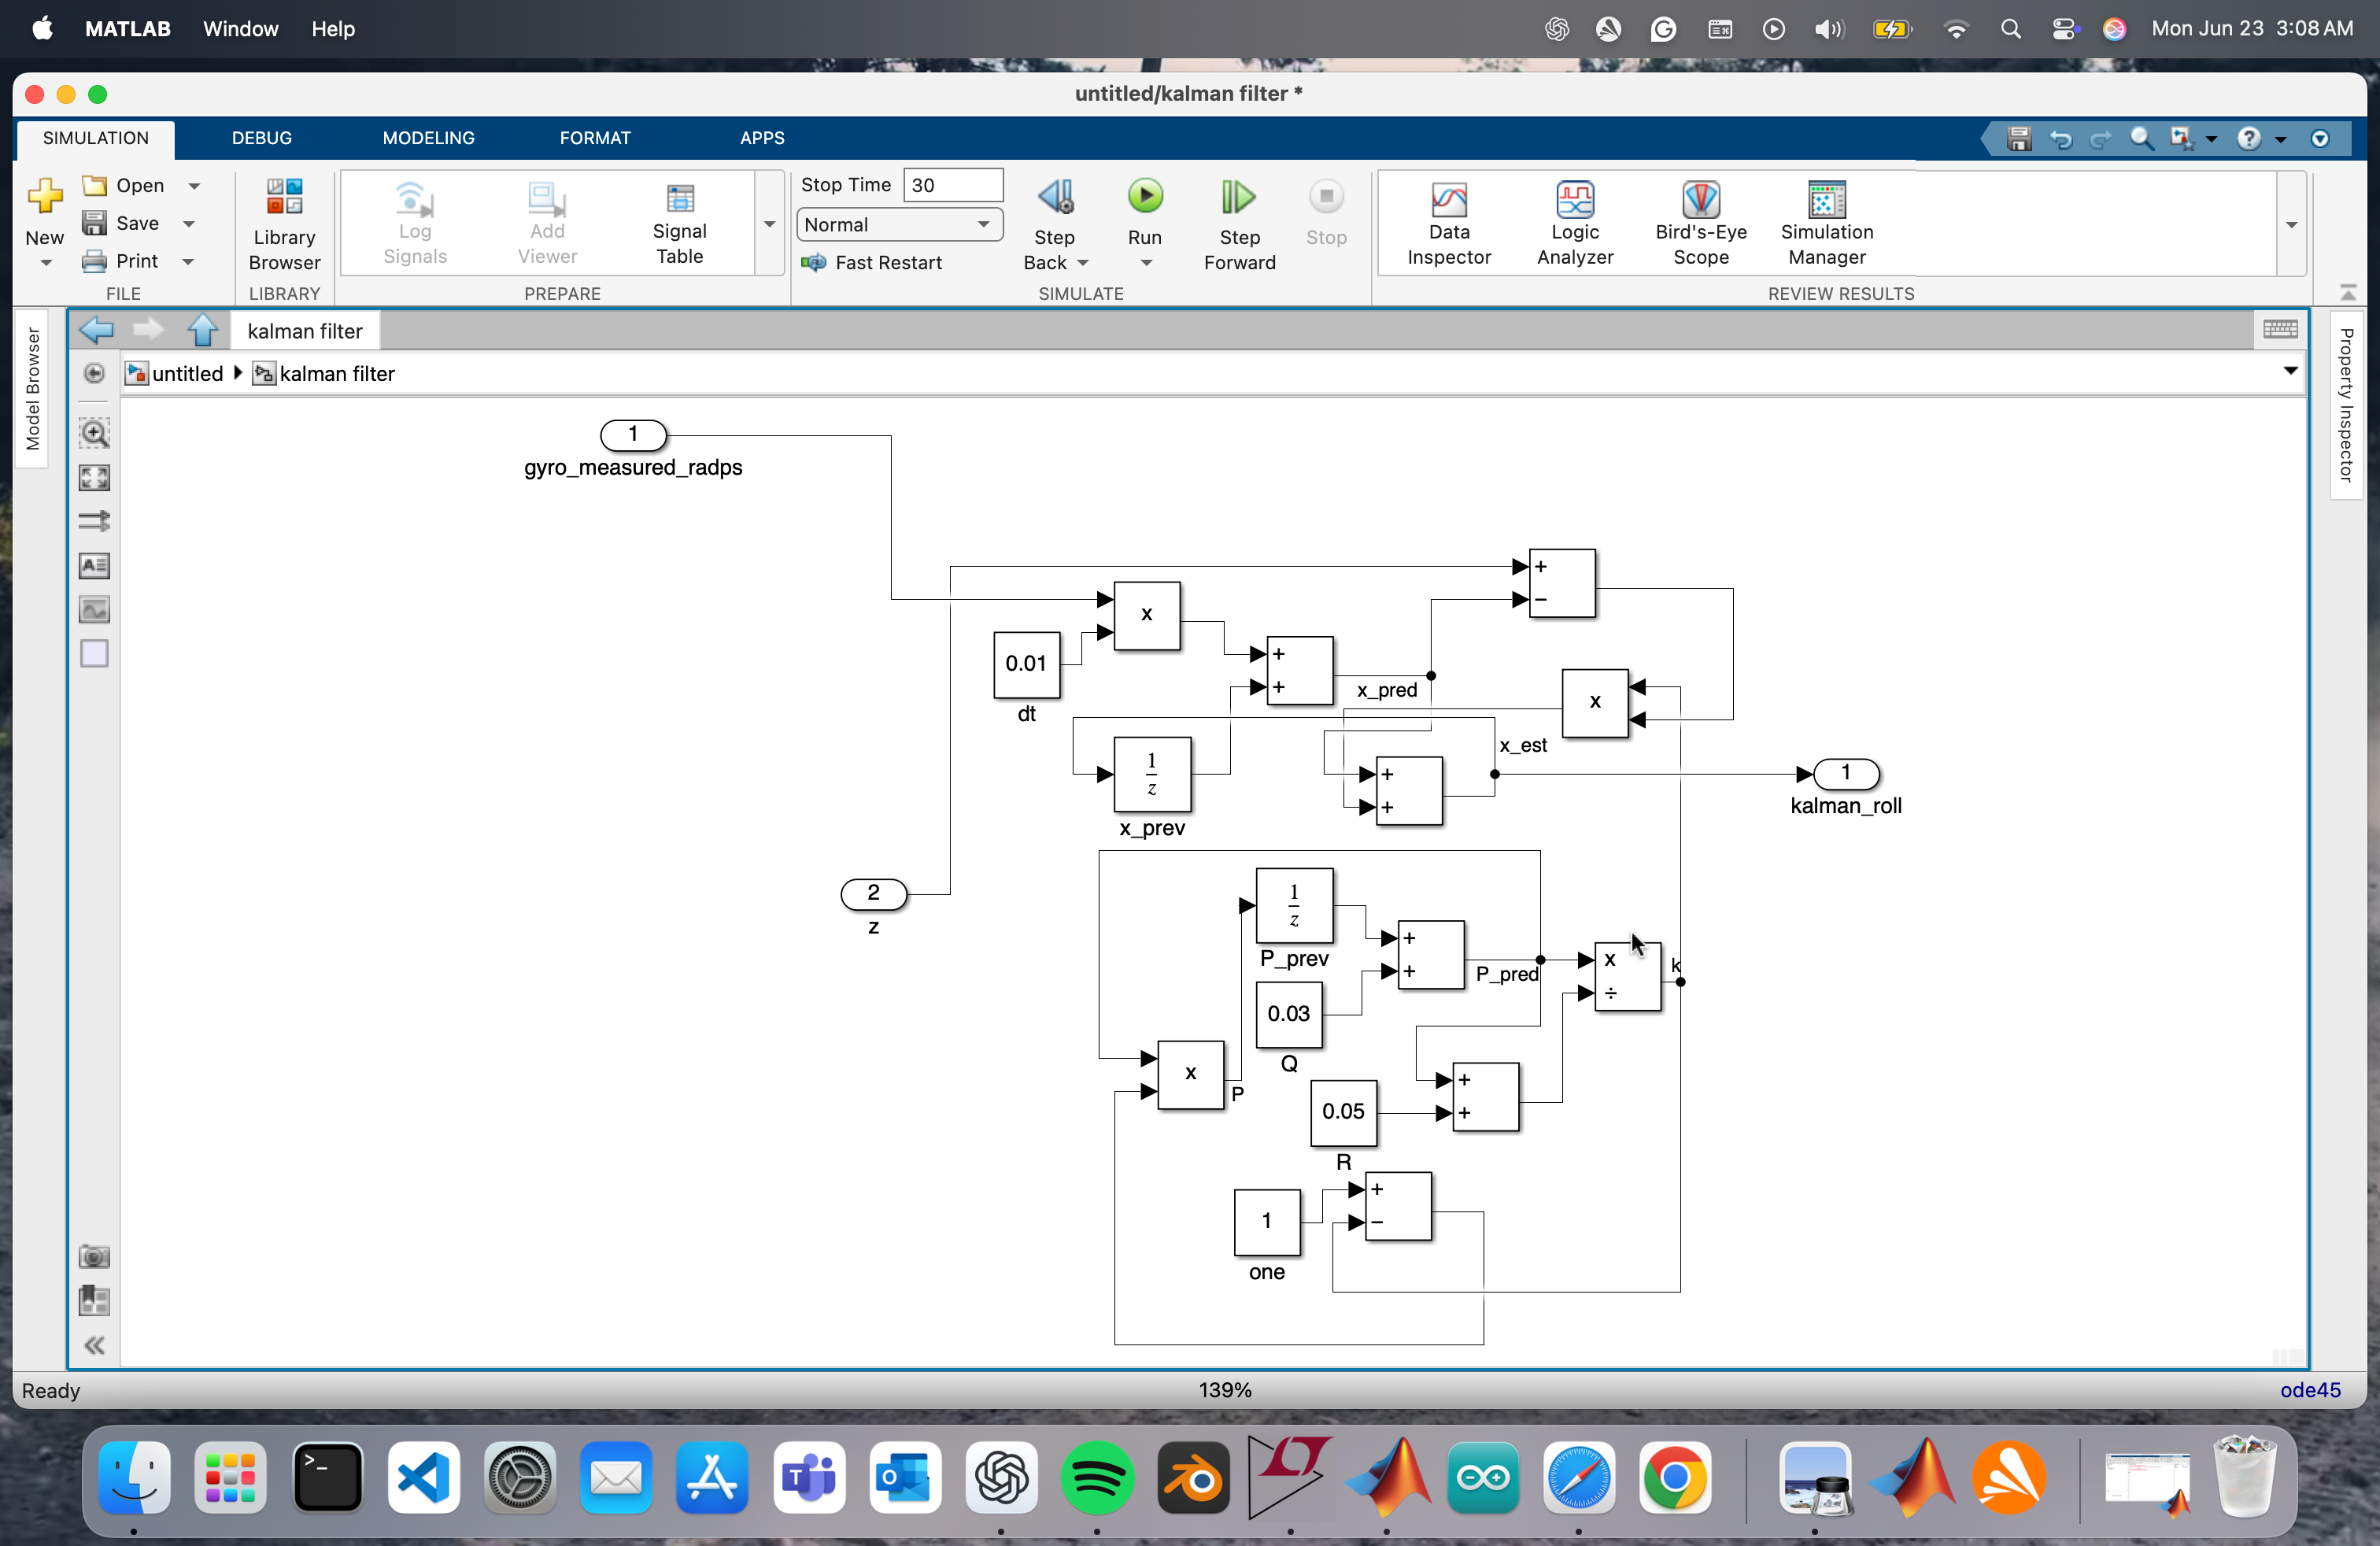 MATLAB Window Help Mon Jun 23 3:08 AM
untitled/kalman filter *
SIMULATION DEBUG MODELING FORMAT APPS
New
Open
Save
Print
FILE
Library
Browser
LIBRARY
Log
Signals
Add
Viewer
Signal
Table
PREPARE
Stop Time 30
Normal
Fast Restart
Step
Back
Run
Step
Forward
Stop
SIMULATE
Data
Inspector
Logic
Analyzer
Bird's-Eye
Scope
Simulation
Manager
REVIEW RESULTS
Model Browser
Property Inspector
kalman filter
untitled kalman filter
1
gyro_measured_radps
+
−
x
0.01
dt
+
+
x_pred
x
1
z
x_prev
x_est
+
+
1
kalman_roll
2
z
1
z
P_prev
+
+
P_pred
x
÷
k
0.03
Q
x
P
+
+
0.05
R
1
one
+
−
Ready 139% ode45